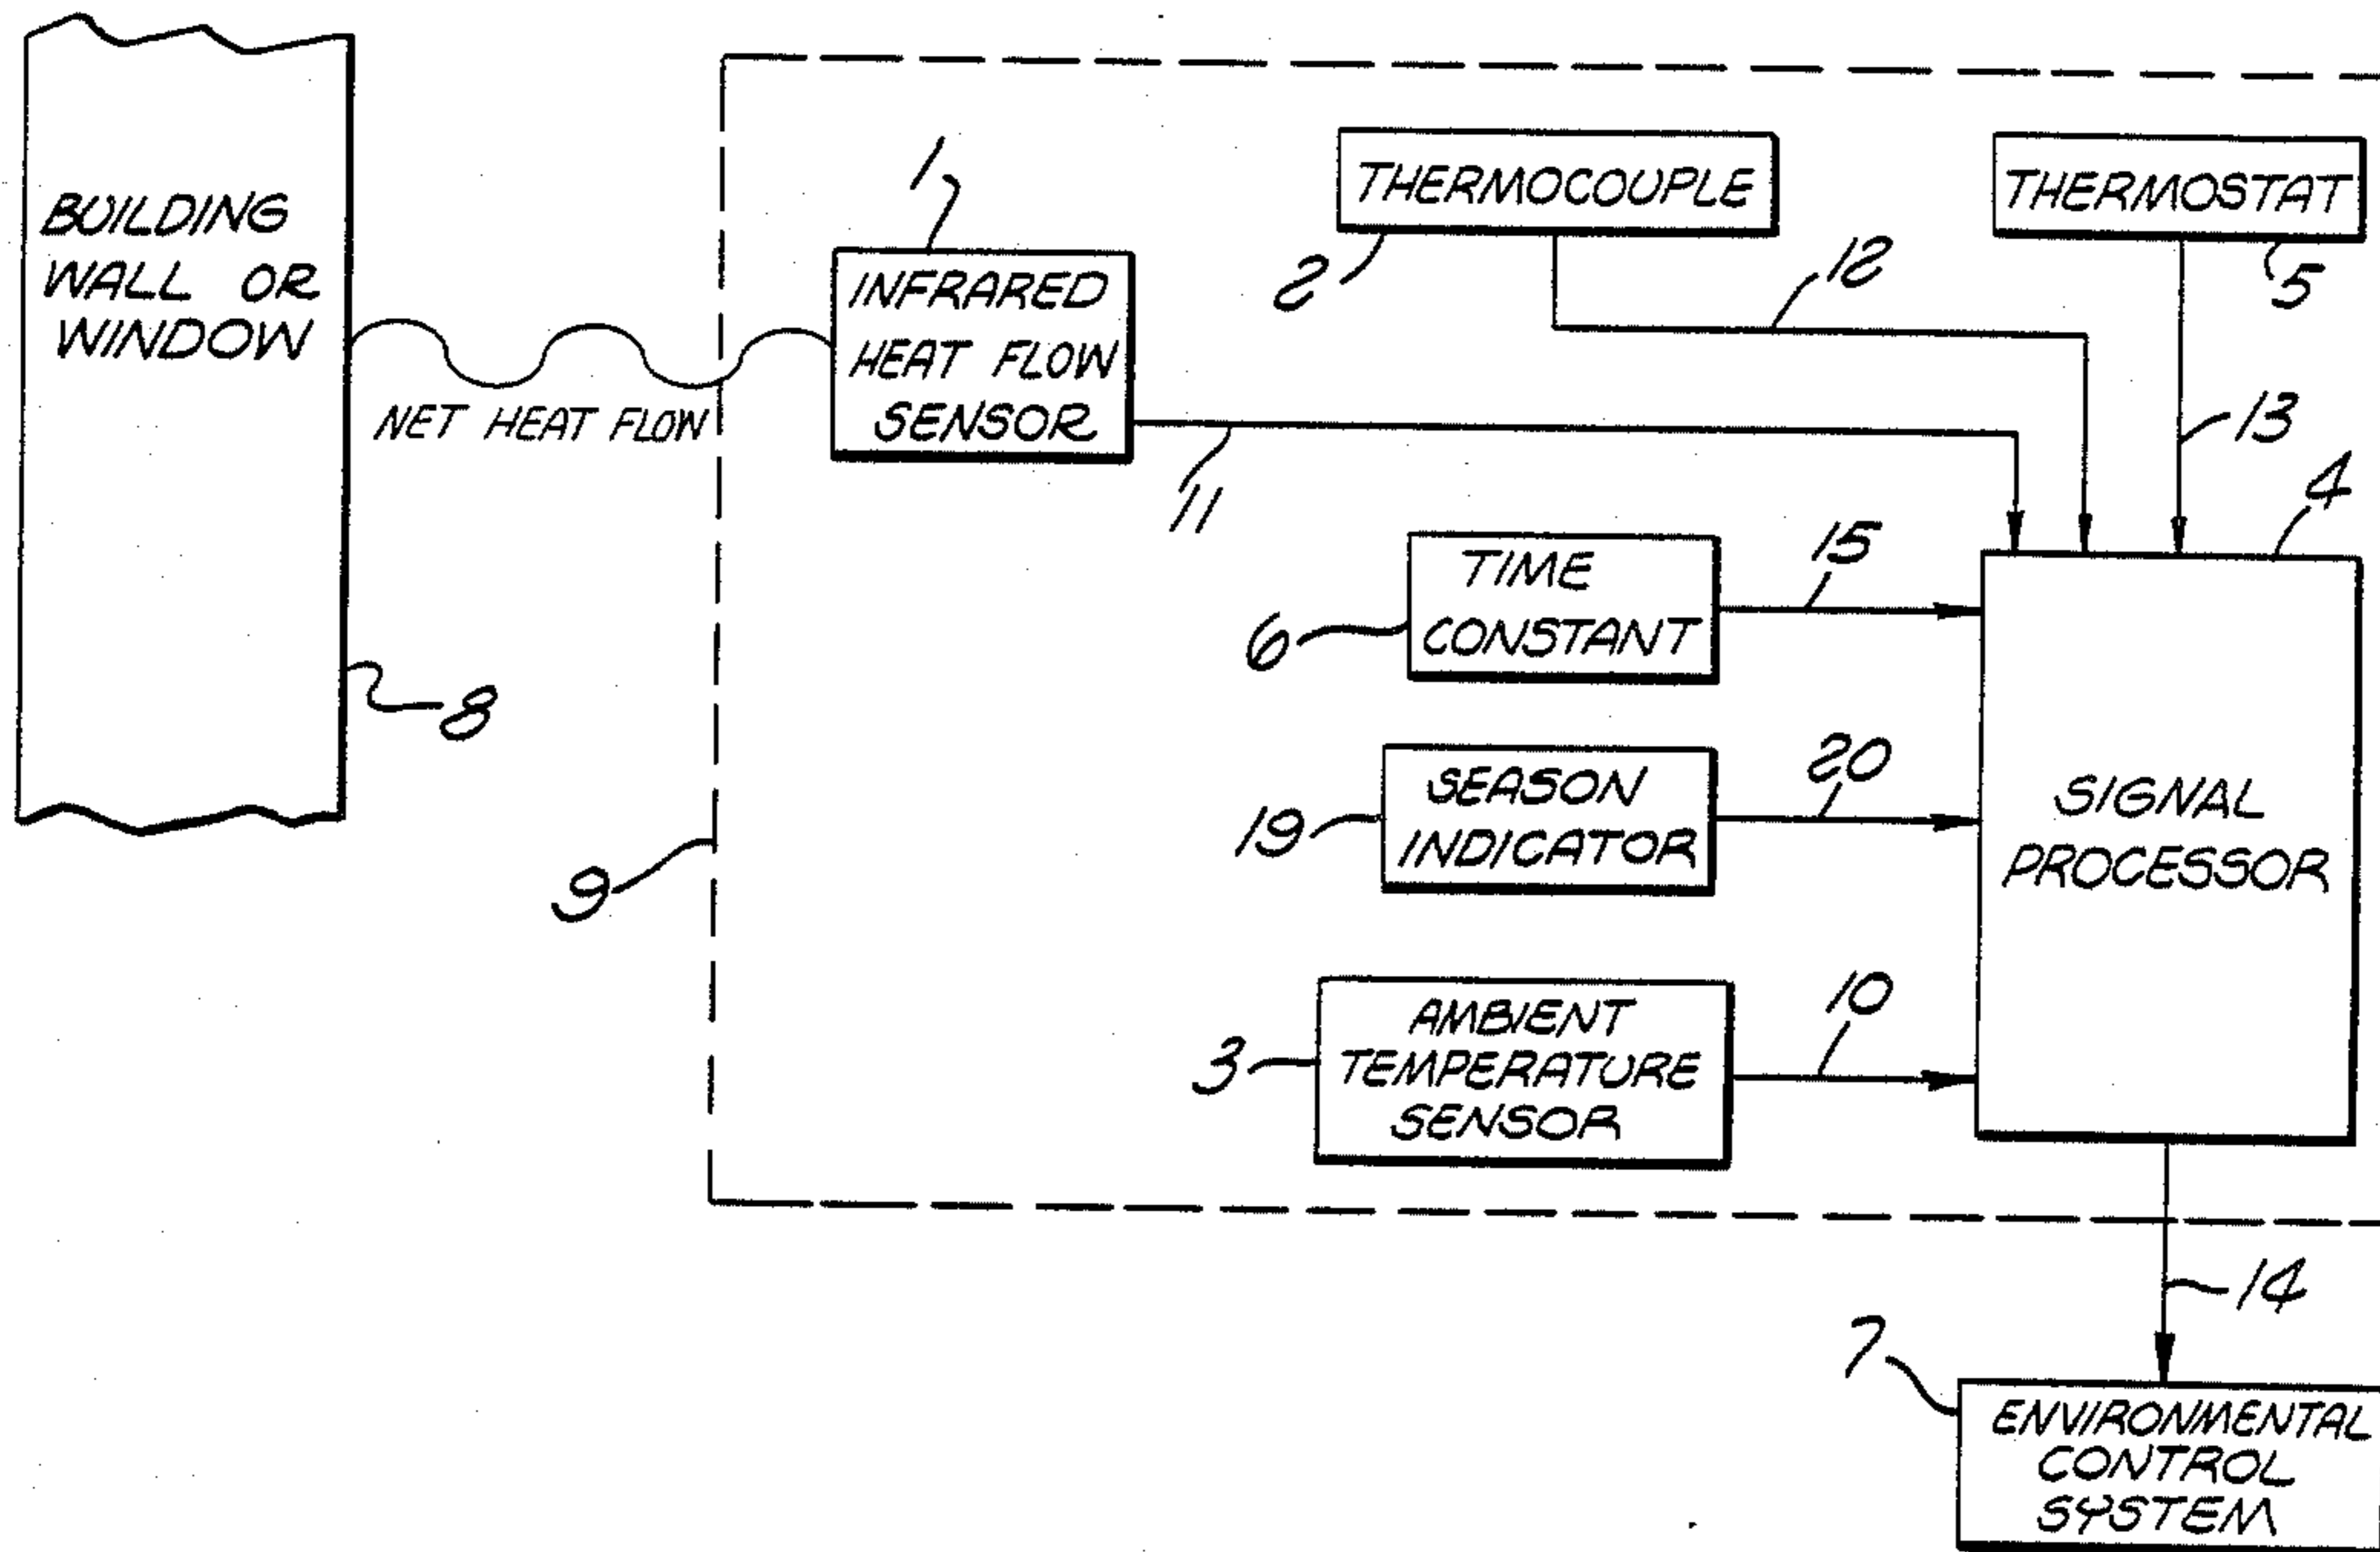 BUILDING
WALL OR
WINDOW
NET HEAT FLOW
8
9
1
INFRARED
HEAT FLOW
SENSOR
11
THERMOCOUPLE
2
12
THERMOSTAT
5
13
4
TIME
CONSTANT
6
15
SEASON
INDICATOR
19
20
AMBIENT
TEMPERATURE
SENSOR
3
10
SIGNAL
PROCESSOR
14
7
ENVIRONMENTAL
CONTROL
SYSTEM